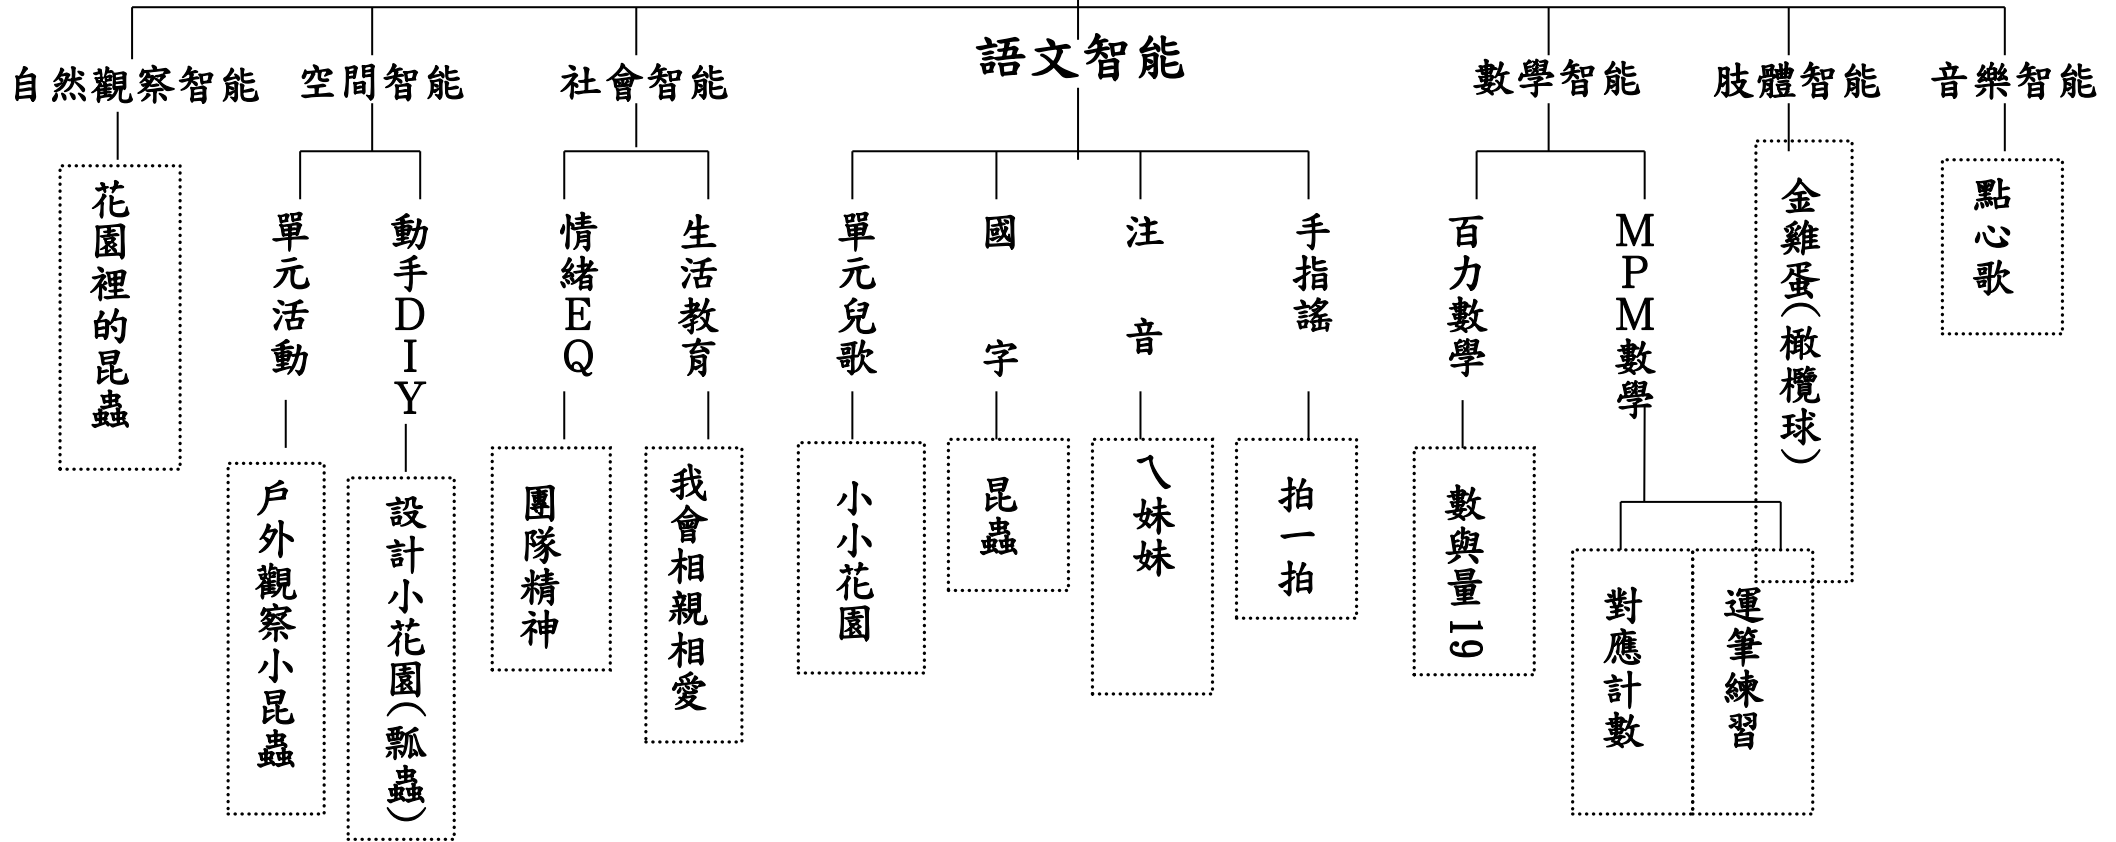 自然觀察智能
空間智能
社會智能
語文智能
數學智能
肢體智能
音樂智能
花園裡的昆蟲
單元活動
動手DIY
情緒EQ
生活教育
單元兒歌
國字
注音
手指謠
百力數學
MPM數學
金雞蛋(橄欖球)
點心歌
戶外觀察小昆蟲
設計小花園(瓢蟲)
團隊精神
我會相親相愛
小小花園
昆蟲
ㄟ妹妹
拍一拍
數與量19
對應計數
運筆練習